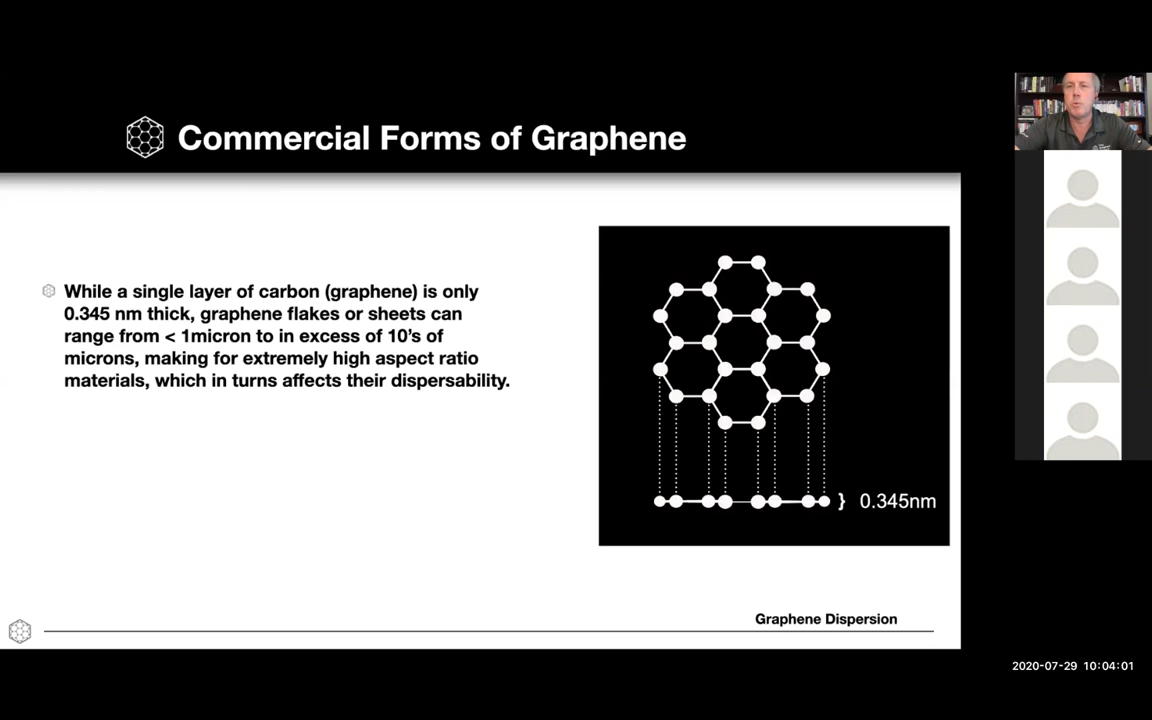 Commercial Forms of Graphene
While a single layer of carbon (graphene) is only
0.345 nm thick, graphene flakes or sheets can
range from < 1micron to in excess of 10’s of
microns, making for extremely high aspect ratio
materials, which in turns affects their dispersability.
} 0.345nm
Graphene Dispersion
2020-07-29 10:04:01